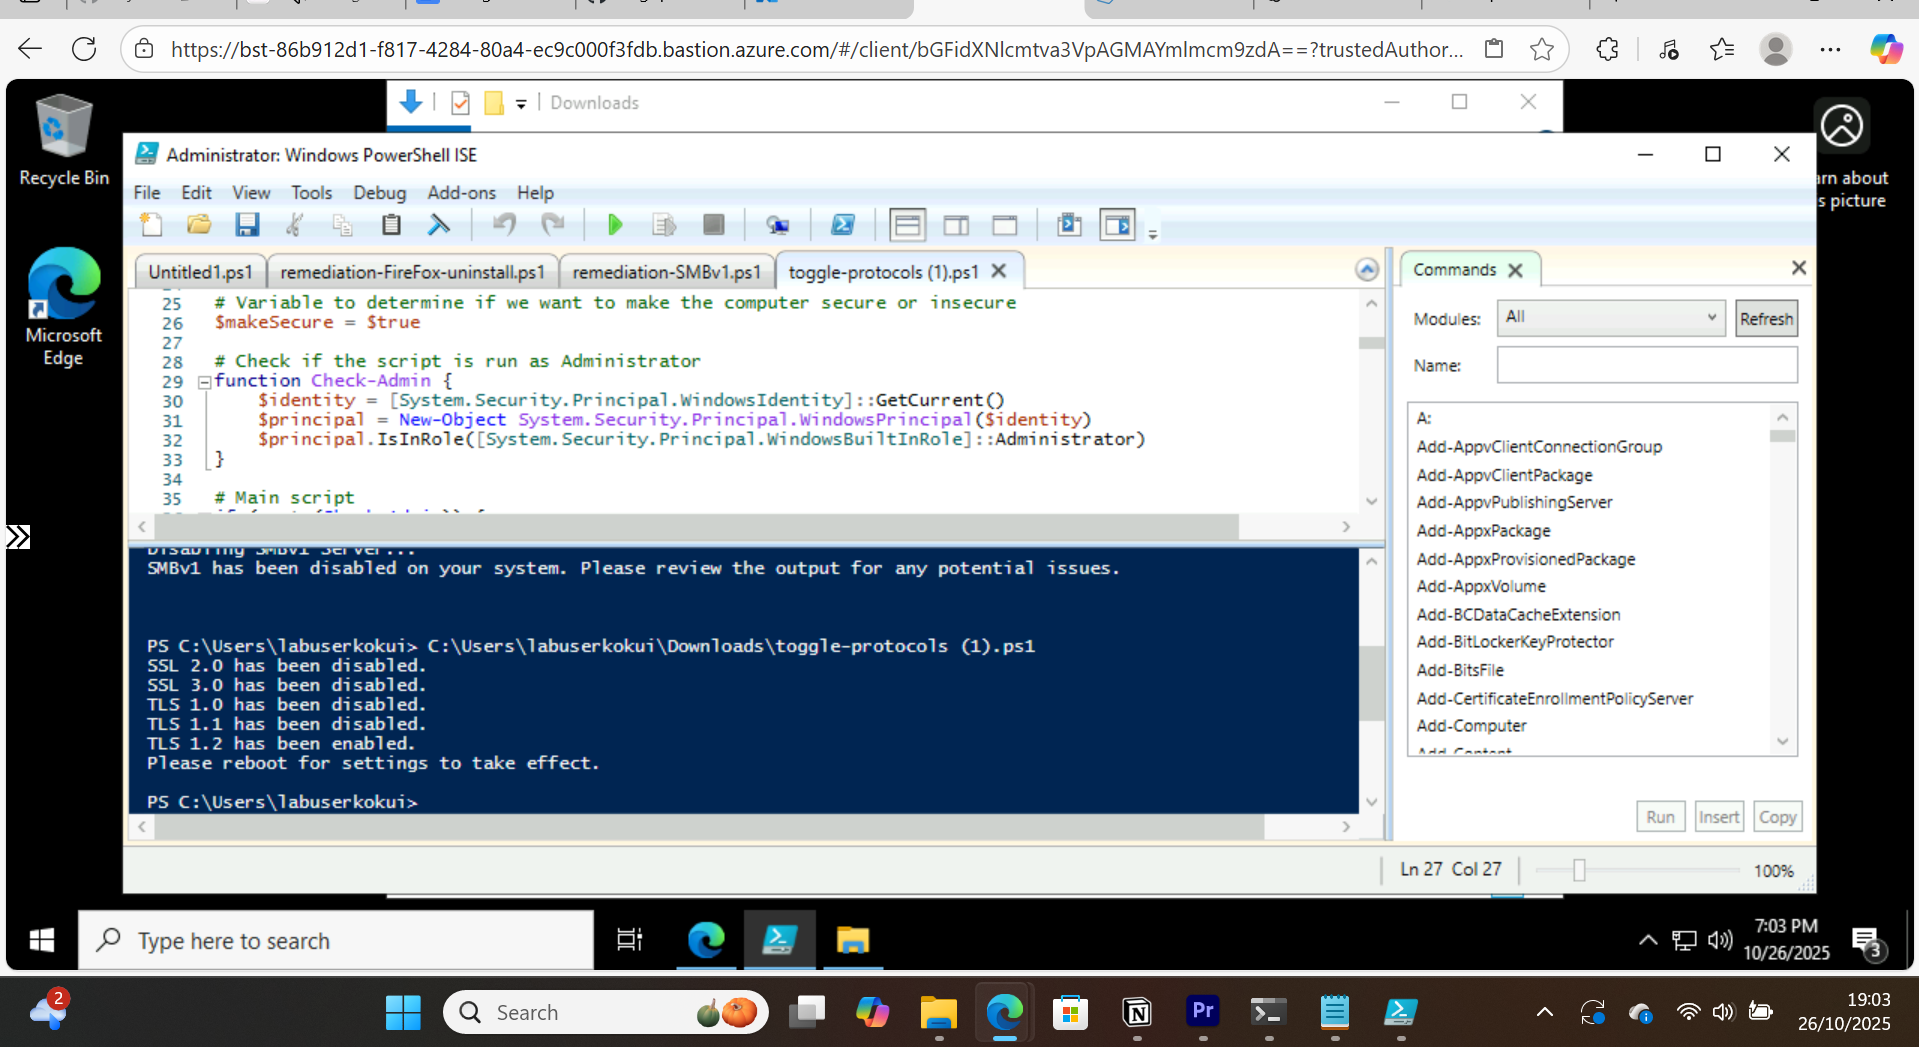 https://bst-86b912d1-f817-4284-80a4-ec9c000f3fdb.bastion.azure.com/#/client/bGFidXNlcmtva3VpAGMAYmlmcm9zdA==?trustedAuthor...
Recycle Bin
Microsoft
Edge
Downloads
arn about
s picture
Administrator: Windows PowerShell ISE
File Edit View Tools Debug Add-ons Help
Untitled1.ps1 remediation-FireFox-uninstall.ps1 remediation-SMBv1.ps1 toggle-protocols (1).ps1
25 # Variable to determine if we want to make the computer secure or insecure
26 $makeSecure = $true
27
28 # Check if the script is run as Administrator
29 function Check-Admin {
30 $identity = [System.Security.Principal.WindowsIdentity]::GetCurrent()
31 $principal = New-Object System.Security.Principal.WindowsPrincipal($identity)
32 $principal.IsInRole([System.Security.Principal.WindowsBuiltInRole]::Administrator)
33 }
34
35 # Main script
Disabling SMBv1 Server...
SMBv1 has been disabled on your system. Please review the output for any potential issues.
PS C:\Users\labuserkokui> C:\Users\labuserkokui\Downloads\toggle-protocols (1).ps1
SSL 2.0 has been disabled.
SSL 3.0 has been disabled.
TLS 1.0 has been disabled.
TLS 1.1 has been disabled.
TLS 1.2 has been enabled.
Please reboot for settings to take effect.
PS C:\Users\labuserkokui>
Commands
Modules: All Refresh
Name:
A:
Add-AppvClientConnectionGroup
Add-AppvClientPackage
Add-AppvPublishingServer
Add-AppxPackage
Add-AppxProvisionedPackage
Add-AppxVolume
Add-BCDataCacheExtension
Add-BitLockerKeyProtector
Add-BitsFile
Add-CertificateEnrollmentPolicyServer
Add-Computer
Add-Content
Run Insert Copy
Ln 27 Col 27 100%
Type here to search
7:03 PM
10/26/2025
3
2
Search
Pr
19:03
26/10/2025